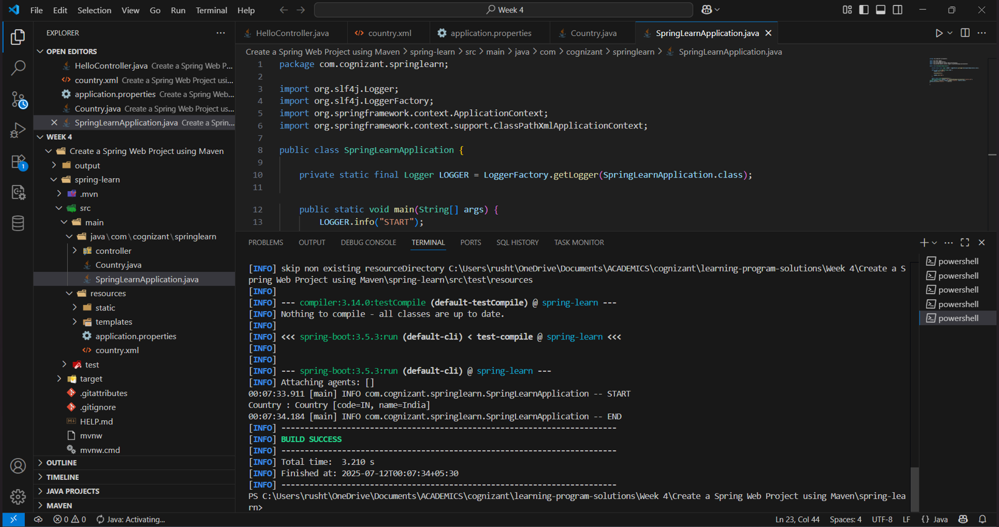 File Edit Selection View Go Run Terminal Help
Week 4
EXPLORER
OPEN EDITORS
HelloController.java Create a Spring Web P...
country.xml Create a Spring Web Project usi...
application.properties Create a Spring Web...
Country.java Create a Spring Web Project us...
SpringLearnApplication.java Create a Sprin...
WEEK 4
Create a Spring Web Project using Maven
output
spring-learn
.mvn
src
main
java\com\cognizant\springlearn
controller
Country.java
SpringLearnApplication.java
resources
static
templates
application.properties
country.xml
test
target
.gitattributes
.gitignore
HELP.md
mvnw
mvnw.cmd
OUTLINE
TIMELINE
JAVA PROJECTS
MAVEN
1
HelloController.java country.xml application.properties Country.java SpringLearnApplication.java
Create a Spring Web Project using Maven > spring-learn > src > main > java > com > cognizant > springlearn > SpringLearnApplication.java
1 package com.cognizant.springlearn;
2
3 import org.slf4j.Logger;
4 import org.slf4j.LoggerFactory;
5 import org.springframework.context.ApplicationContext;
6 import org.springframework.context.support.ClassPathXmlApplicationContext;
7
8 public class SpringLearnApplication {
9
10 private static final Logger LOGGER = LoggerFactory.getLogger(SpringLearnApplication.class);
11
12 public static void main(String[] args) {
13 LOGGER.info("START");
PROBLEMS OUTPUT DEBUG CONSOLE TERMINAL PORTS SQL HISTORY TASK MONITOR
[INFO] skip non existing resourceDirectory C:\Users\rusht\OneDrive\Documents\ACADEMICS\cognizant\learning-program-solutions\Week 4\Create a S
pring Web Project using Maven\spring-learn\src\test\resources
[INFO]
[INFO] --- compiler:3.14.0:testCompile (default-testCompile) @ spring-learn ---
[INFO] Nothing to compile - all classes are up to date.
[INFO]
[INFO] <<< spring-boot:3.5.3:run (default-cli) < test-compile @ spring-learn <<<
[INFO]
[INFO]
[INFO] --- spring-boot:3.5.3:run (default-cli) @ spring-learn ---
[INFO] Attaching agents: []
00:07:33.911 [main] INFO com.cognizant.springlearn.SpringLearnApplication -- START
Country : Country [code=IN, name=India]
00:07:34.184 [main] INFO com.cognizant.springlearn.SpringLearnApplication -- END
[INFO] ------------------------------------------------------------------------
[INFO] BUILD SUCCESS
[INFO] ------------------------------------------------------------------------
[INFO] Total time:  3.210 s
[INFO] Finished at: 2025-07-12T00:07:34+05:30
[INFO] ------------------------------------------------------------------------
PS C:\Users\rusht\OneDrive\Documents\ACADEMICS\cognizant\learning-program-solutions\Week 4\Create a Spring Web Project using Maven\spring-lea
rn>
powershell
powershell
powershell
powershell
powershell
0 0 Java: Activating... Ln 23, Col 44 Spaces: 4 UTF-8 LF {} Java